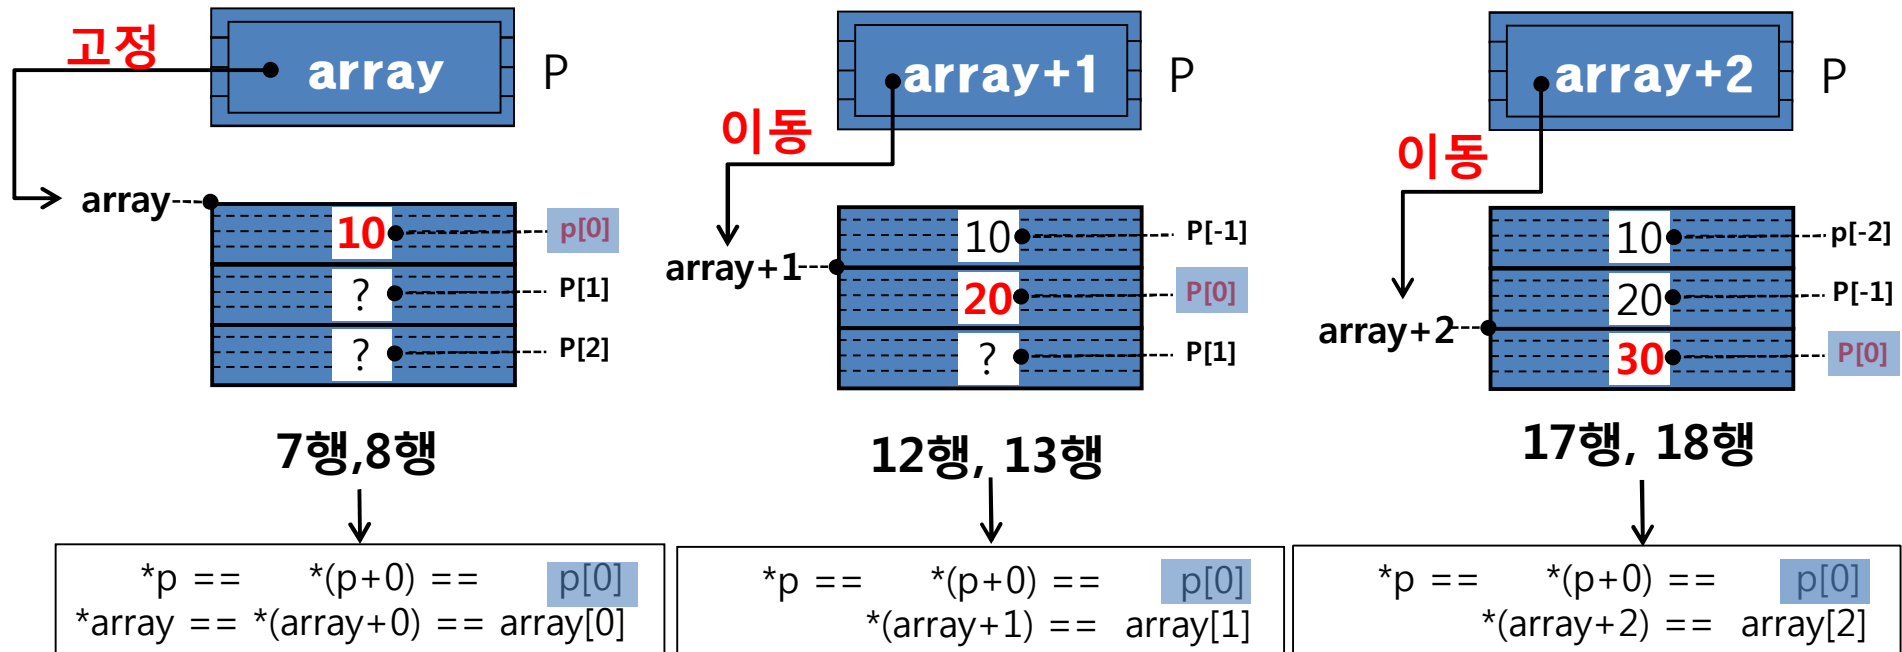 고정
array
P
array
10
p[0]
?
P[1]
?
P[2]
7행,8행
*p == *(p+0) == p[0]
*array == *(array+0) == array[0]
array+1
P
이동
array+1
10
P[-1]
20
P[0]
?
P[1]
12행, 13행
*p == *(p+0) == p[0]
*(array+1) == array[1]
array+2
P
이동
array+2
10
p[-2]
20
P[-1]
30
P[0]
17행, 18행
*p == *(p+0) == p[0]
*(array+2) == array[2]